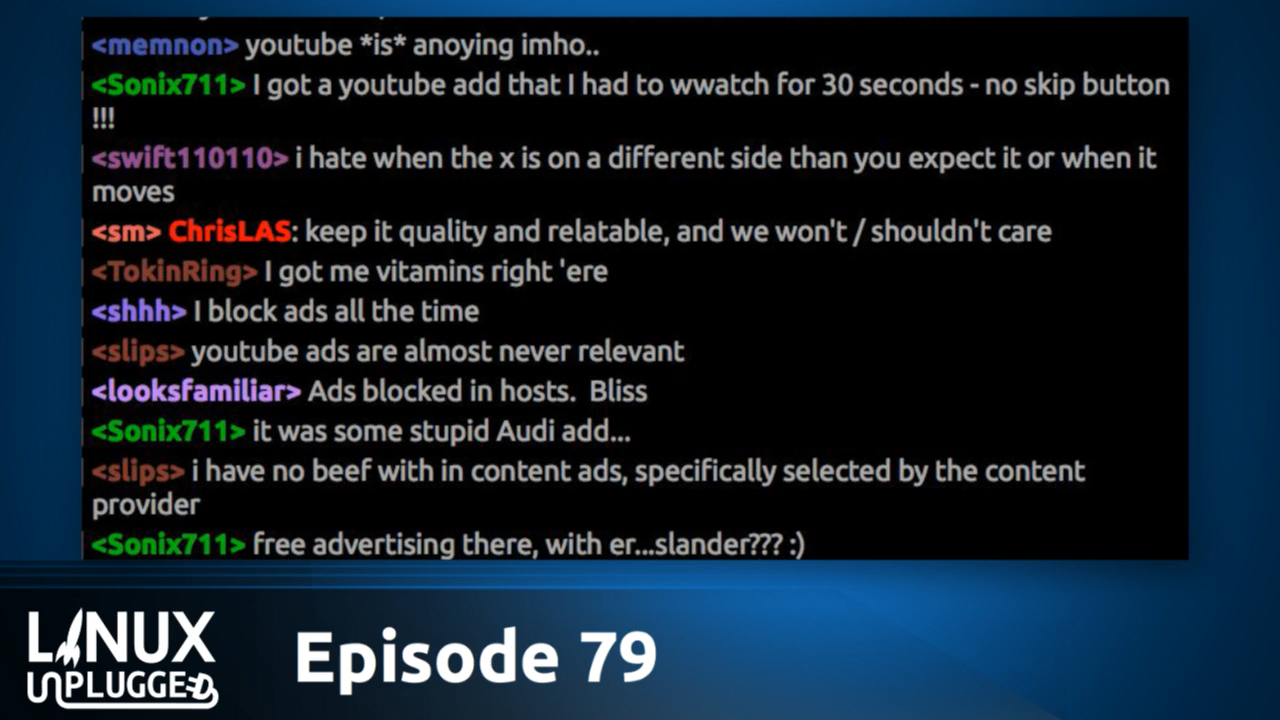 <memnon> youtube *is* anoying imho..
<Sonix711> I got a youtube add that I had to wwatch for 30 seconds - no skip button
!!!
<swift110110> i hate when the x is on a different side than you expect it or when it
moves
<sm> ChrisLAS: keep it quality and relatable, and we won't / shouldn't care
<TokinRing> I got me vitamins right 'ere
<shhh> I block ads all the time
<slips> youtube ads are almost never relevant
<looksfamiliar> Ads blocked in hosts.  Bliss
<Sonix711> it was some stupid Audi add...
<slips> i have no beef with in content ads, specifically selected by the content
provider
<Sonix711> free advertising there, with er...slander??? :)
LINUX
UNPLUGGED
Episode 79